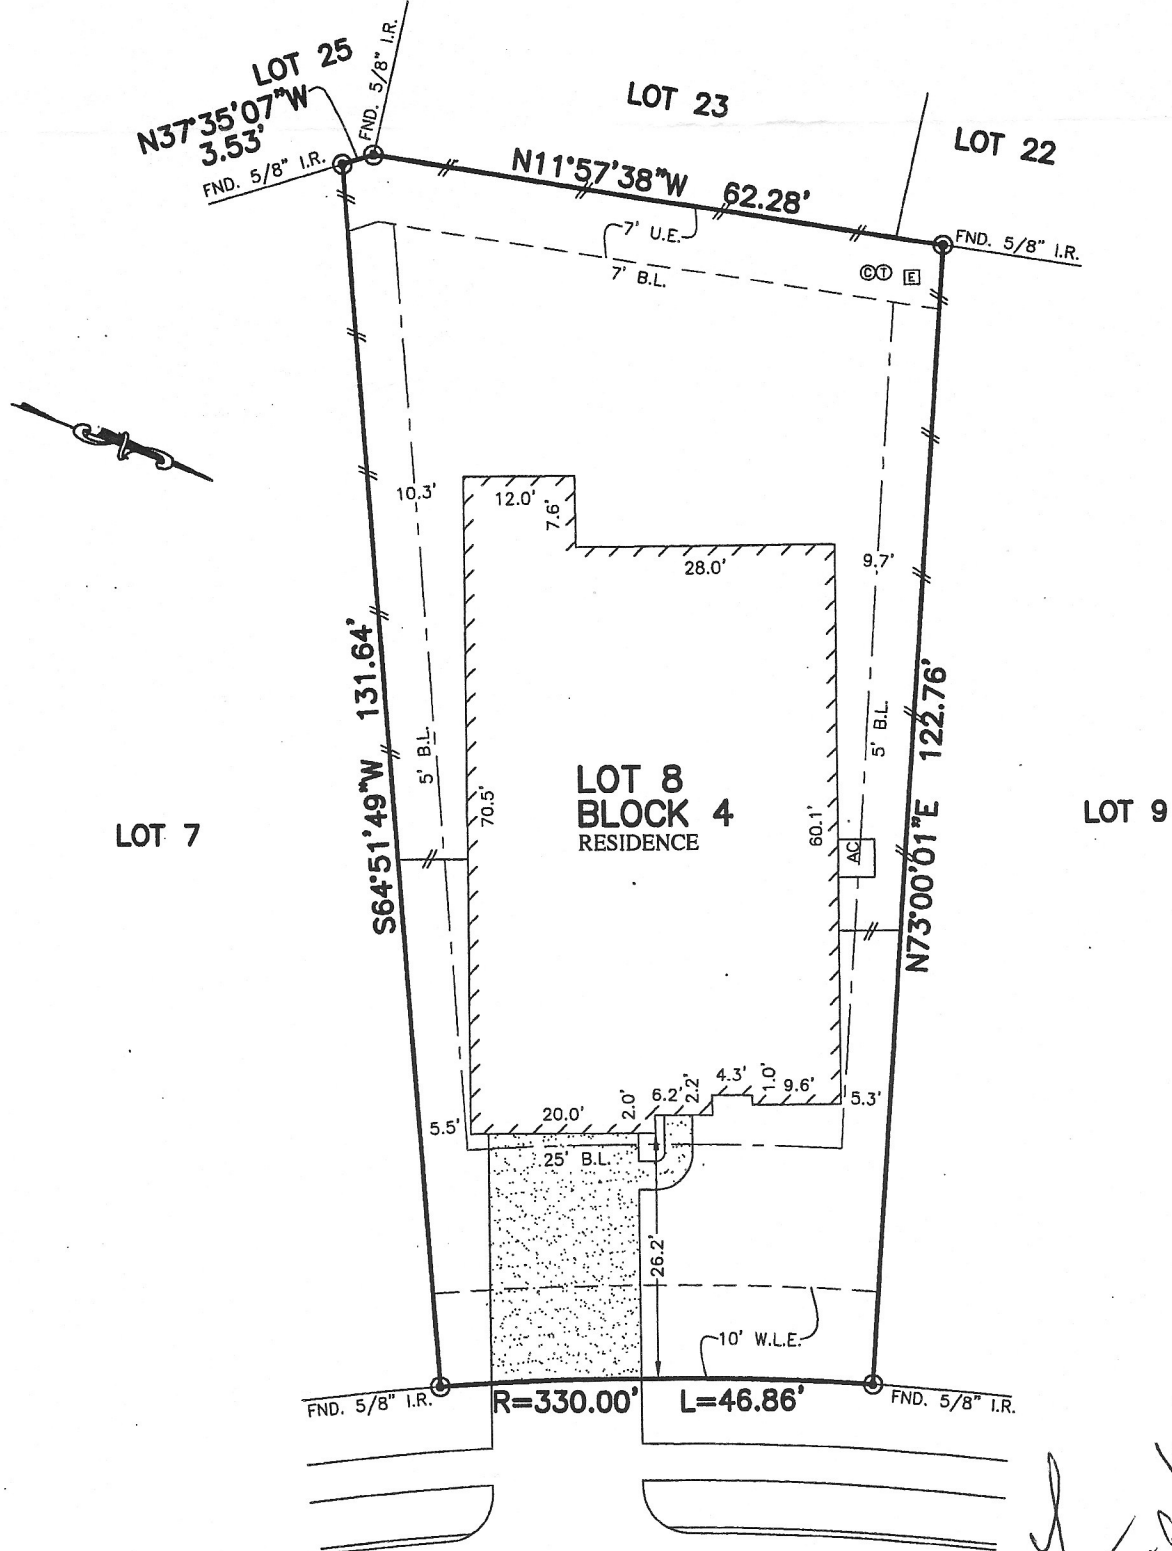 LOT 25
N37°35'07"W
3.53'
FND. 5/8" I.R.
FND. 5/8" I.R.
LOT 23
LOT 22
N11°57'38"W 62.28'
FND. 5/8" I.R.
7' U.E.
7' B.L.
C T E
10.3'
12.0'
7.6'
28.0'
9.7'
S64°51'49"W 131.64'
5' B.L.
70.5'
LOT 8
BLOCK 4
RESIDENCE
60.1'
AC
5' B.L.
N73°00'01"E 122.76'
LOT 7
LOT 9
5.5'
20.0'
2.0'
6.2'
2.2'
4.3'
1.0'
9.6'
5.3'
25' B.L.
26.2'
10' W.L.E.
FND. 5/8" I.R.
R=330.00' L=46.86'
FND. 5/8" I.R.